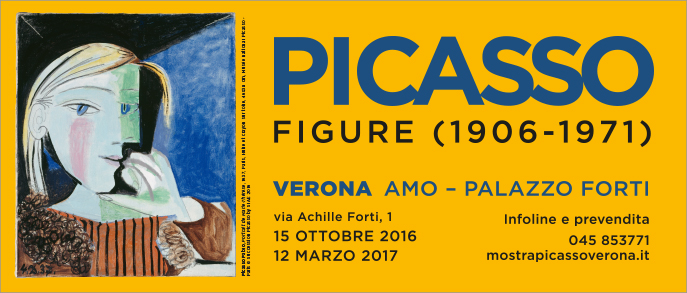 PICASSO
FIGURE (1906-1971)
VERONA AMO – PALAZZO FORTI
via Achille Forti, 1
15 OTTOBRE 2016
12 MARZO 2017
Infoline e prevendita
045 853771
mostrapicassoverona.it